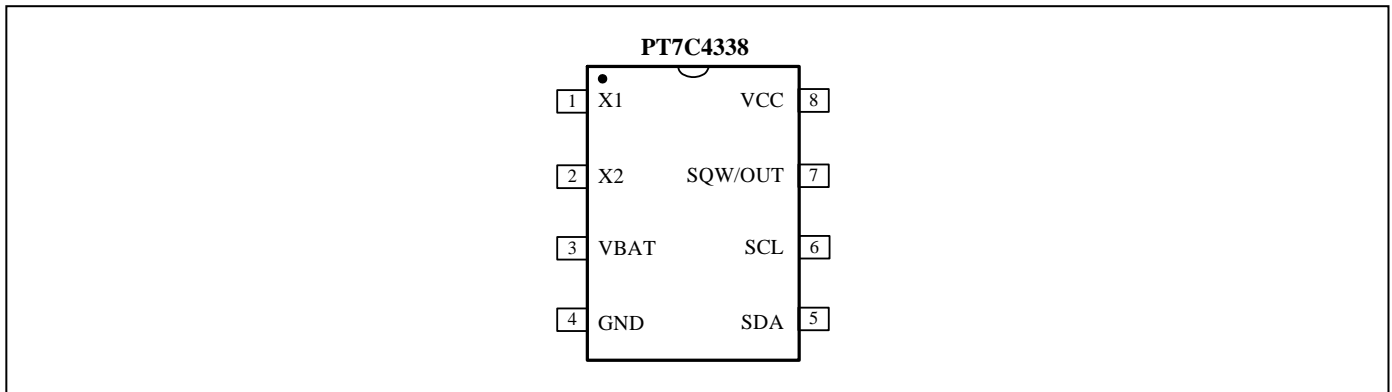 PT7C4338
1 X1 VCC 8
2 X2 SQW/OUT 7
3 VBAT SCL 6
4 GND SDA 5